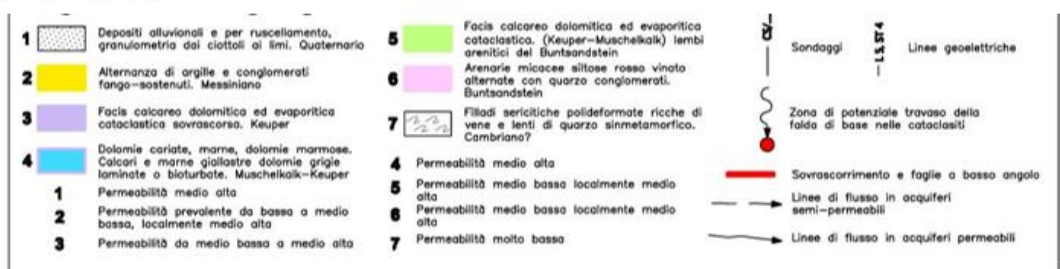 1 Depositi alluvionali e per ruscellamento,
granulometria dai ciottoli ai limi. Quaternario
2 Alternanza di argille e conglomerati
fango-sostenuti. Messiniano
3 Facis calcareo dolomitica ed evaporitica
cataclastica sovrascorsa. Keuper
4 Dolomie cariate, marne, dolomie marmose.
Calcari e marne giallastre dolomie grigie
laminate o bioturbate. Muschelkalk-Keuper
1 Permeabilità medio alta
2 Permeabilità prevalente da bassa a medio
bassa, localmente medio alta
3 Permeabilità da medio bassa a medio alta
5 Facis calcareo dolomitica ed evaporitica
cataclastica. (Keuper-Muschelkalk) lembi
arenitici del Buntsandstein
6 Arenarie micacee siltose rosso vinato
alternate con quarzo conglomerati.
Buntsandstein
7 Filladi sericitiche polideformate ricche di
vene e lenti di quarzo sinmetamorfico.
Cambriano?
4 Permeabilità medio alta
5 Permeabilità medio bassa localmente medio
alta
6 Permeabilità medio bassa localmente medio
alta
7 Permeabilità molto bassa
Sondaggi
L.S. ST.4
Linee geoelettriche
Zona di potenziale travaso della
falda di base nelle cataclasiti
Sovrascorrimento e faglie a basso angolo
Linee di flusso in acquiferi
semi-permeabili
Linee di flusso in acquiferi permeabili